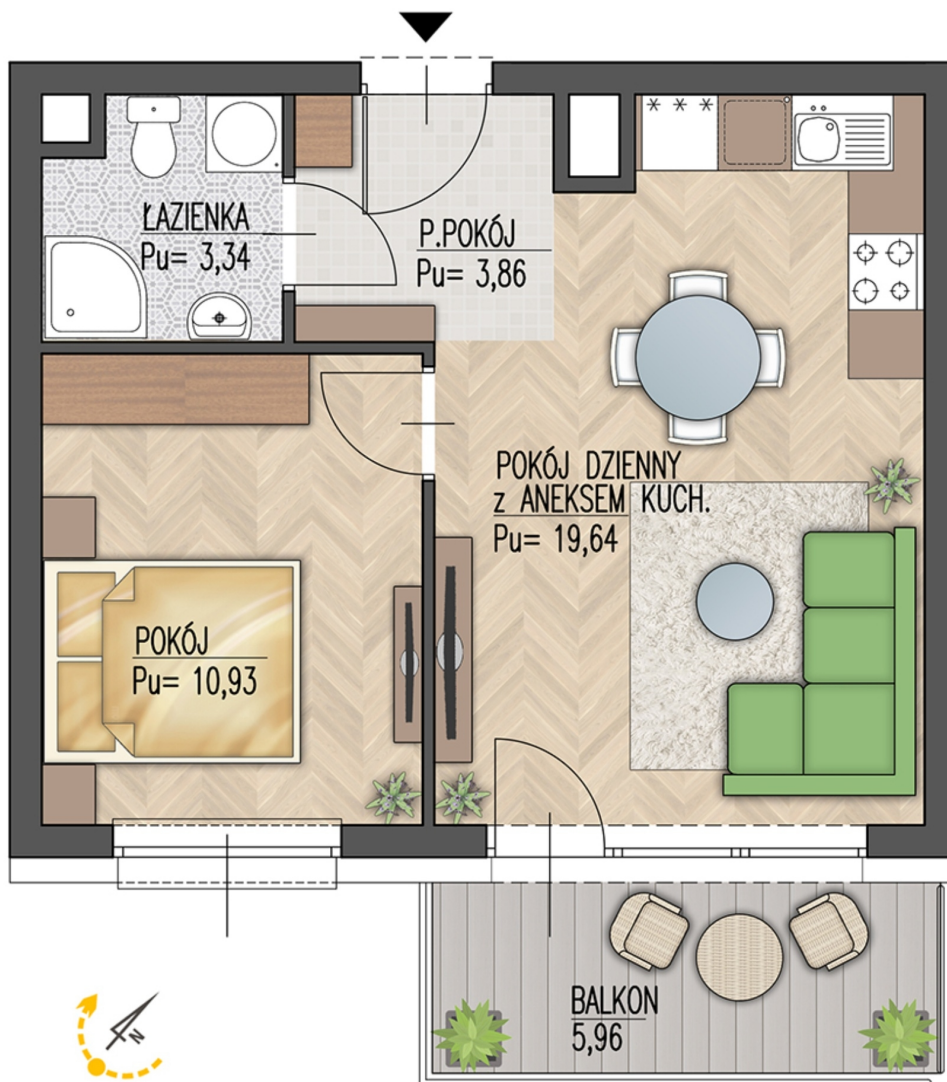 ŁAZIENKA
Pu= 3,34
P.POKÓJ
Pu= 3,86
POKÓJ DZIENNY
z ANEKSEM KUCH.
Pu= 19,64
POKÓJ
Pu= 10,93
BALKON
5,96
N